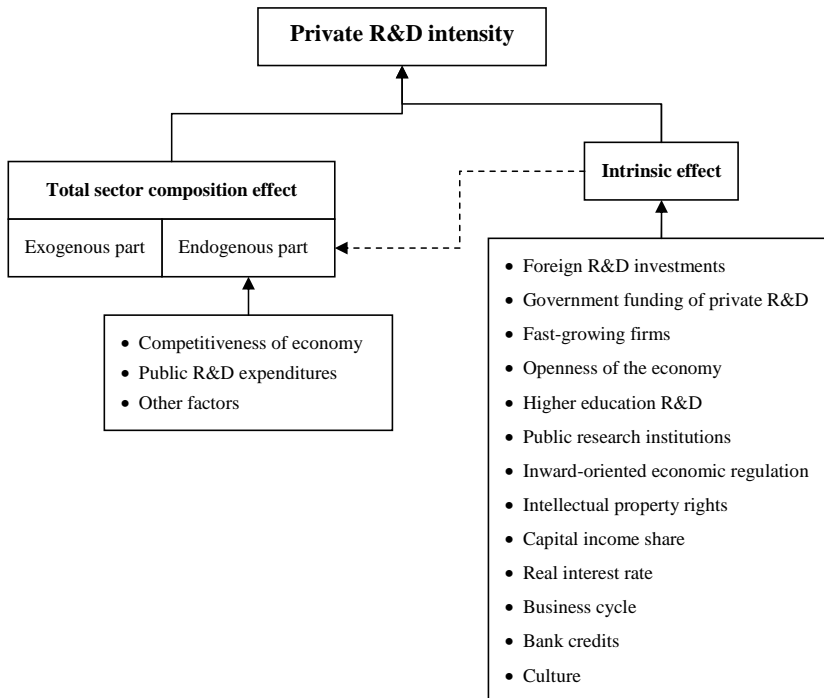 Private R&D intensity
Total sector composition effect
Exogenous part
Endogenous part
• Competitiveness of economy
• Public R&D expenditures
• Other factors
Intrinsic effect
• Foreign R&D investments
• Government funding of private R&D
• Fast-growing firms
• Openness of the economy
• Higher education R&D
• Public research institutions
• Inward-oriented economic regulation
• Intellectual property rights
• Capital income share
• Real interest rate
• Business cycle
• Bank credits
• Culture